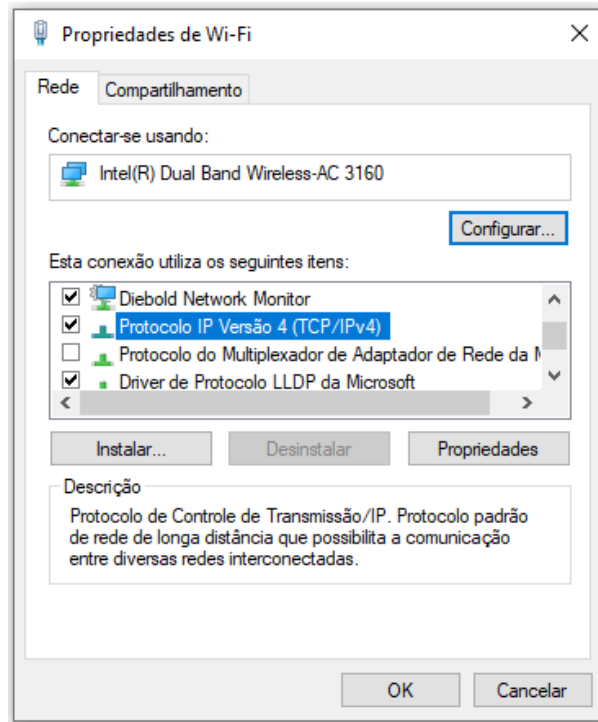 Propriedades de Wi-Fi
Rede
Compartilhamento
Conectar-se usando:
Intel(R) Dual Band Wireless-AC 3160
Configurar...
Esta conexão utiliza os seguintes itens:
Diebold Network Monitor
Protocolo IP Versão 4 (TCP/IPv4)
Protocolo do Multiplexador de Adaptador de Rede da
Driver de Protocolo LLDP da Microsoft
Instalar...
Desinstalar
Propriedades
Descrição
Protocolo de Controle de Transmissão/IP. Protocolo padrão
de rede de longa distância que possibilita a comunicação
entre diversas redes interconectadas.
OK
Cancelar